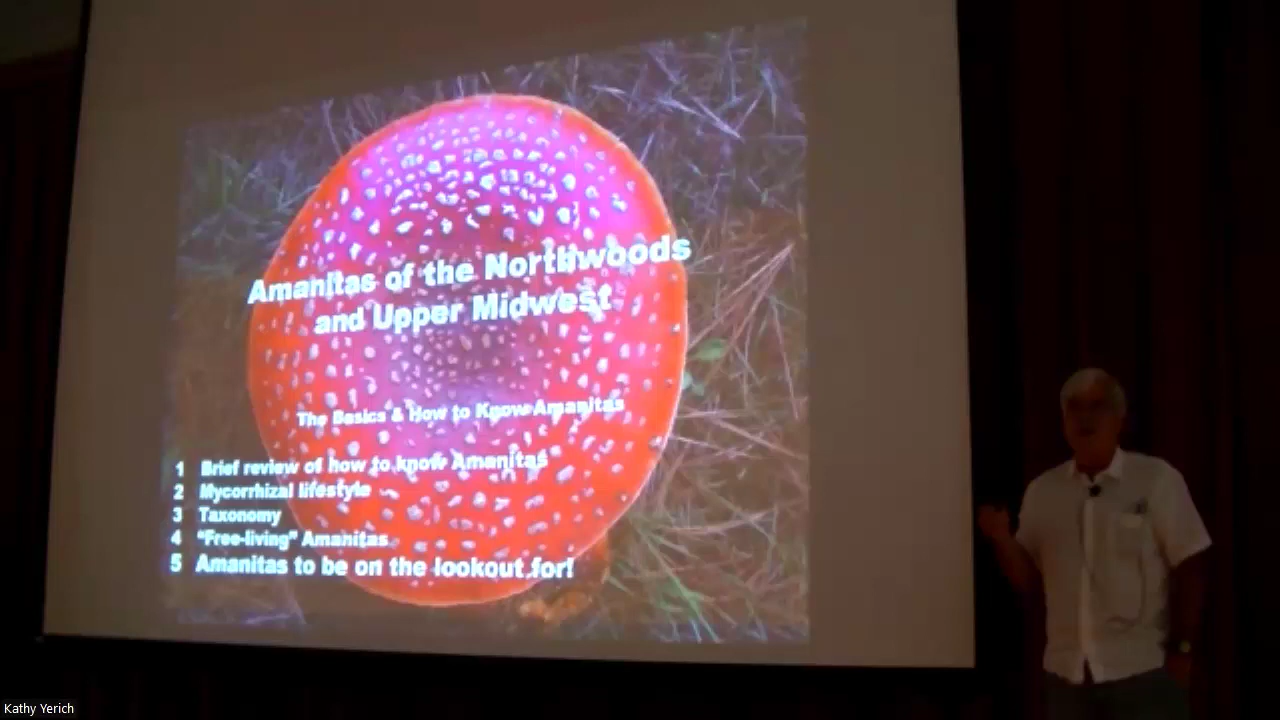 Amanitas of the Northwoods
and Upper Midwest
The Basics & How to Know Amanitas
1 Brief review of how to know Amanitas
2 Mycorrhizal lifestyle
3 Taxonomy
4 "Free-living" Amanitas
5 Amanitas to be on the lookout for!
Kathy Yerich